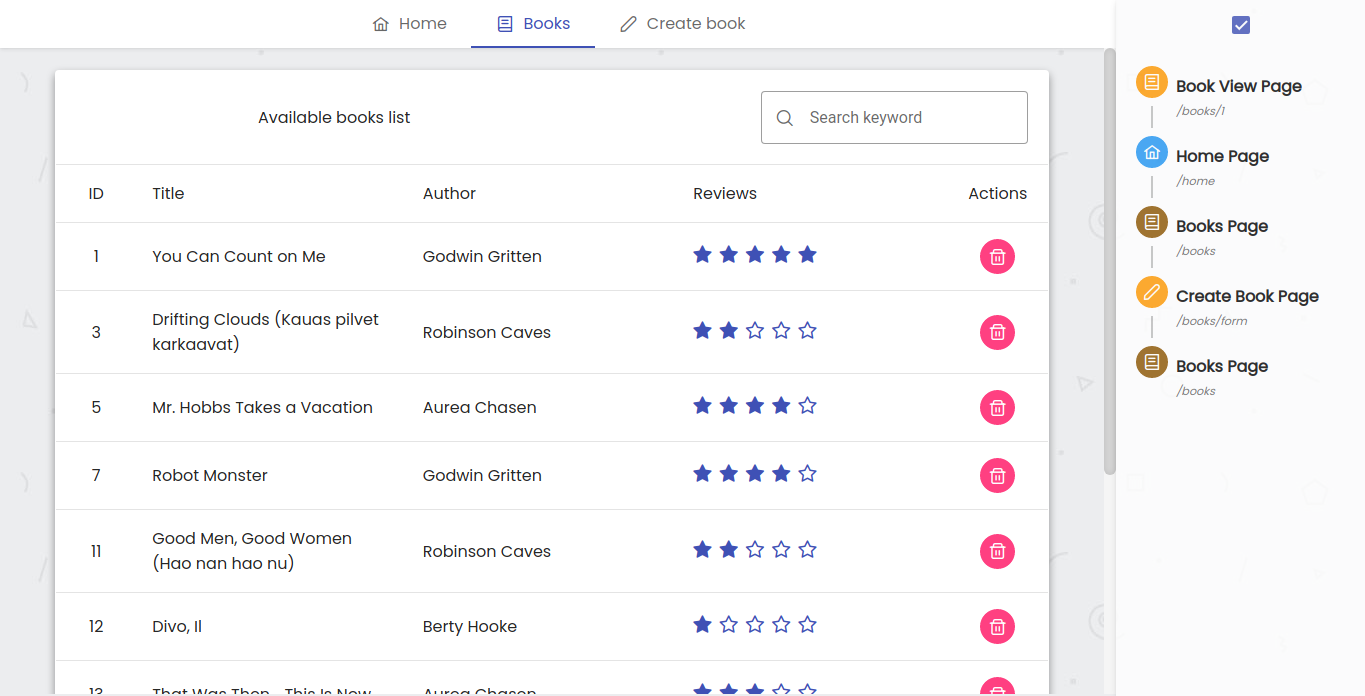 Home
Books
Create book
Available books list
Search keyword
ID Title Author Reviews Actions
1 You Can Count on Me Godwin Gritten
3 Drifting Clouds (Kauas pilvet
karkaavat) Robinson Caves
5 Mr. Hobbs Takes a Vacation Aurea Chasen
7 Robot Monster Godwin Gritten
11 Good Men, Good Women
(Hao nan hao nu) Robinson Caves
12 Divo, Il Berty Hooke
13 That Was Then... This Is Now Aurea Chasen
Book View Page
/books/1
Home Page
/home
Books Page
/books
Create Book Page
/books/form
Books Page
/books